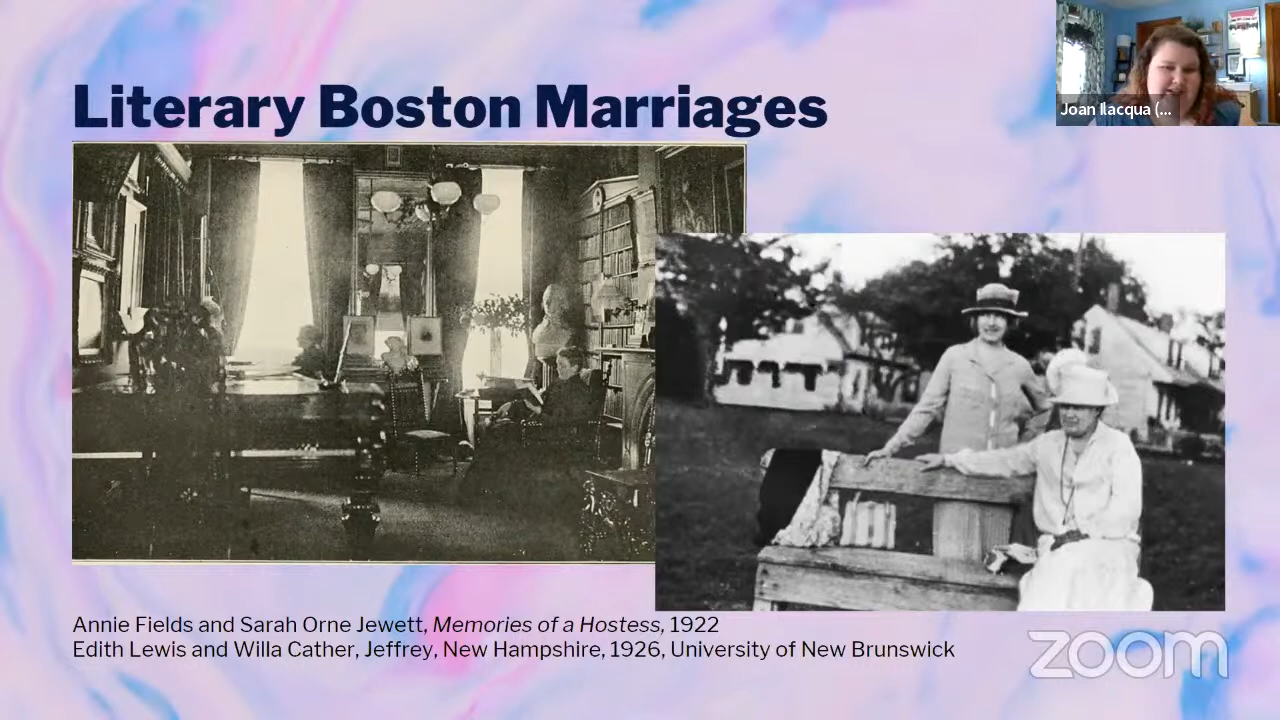 Literary Boston Marriages
Joan Ilacqua (...
Annie Fields and Sarah Orne Jewett, Memories of a Hostess, 1922
Edith Lewis and Willa Cather, Jeffrey, New Hampshire, 1926, University of New Brunswick
zoom